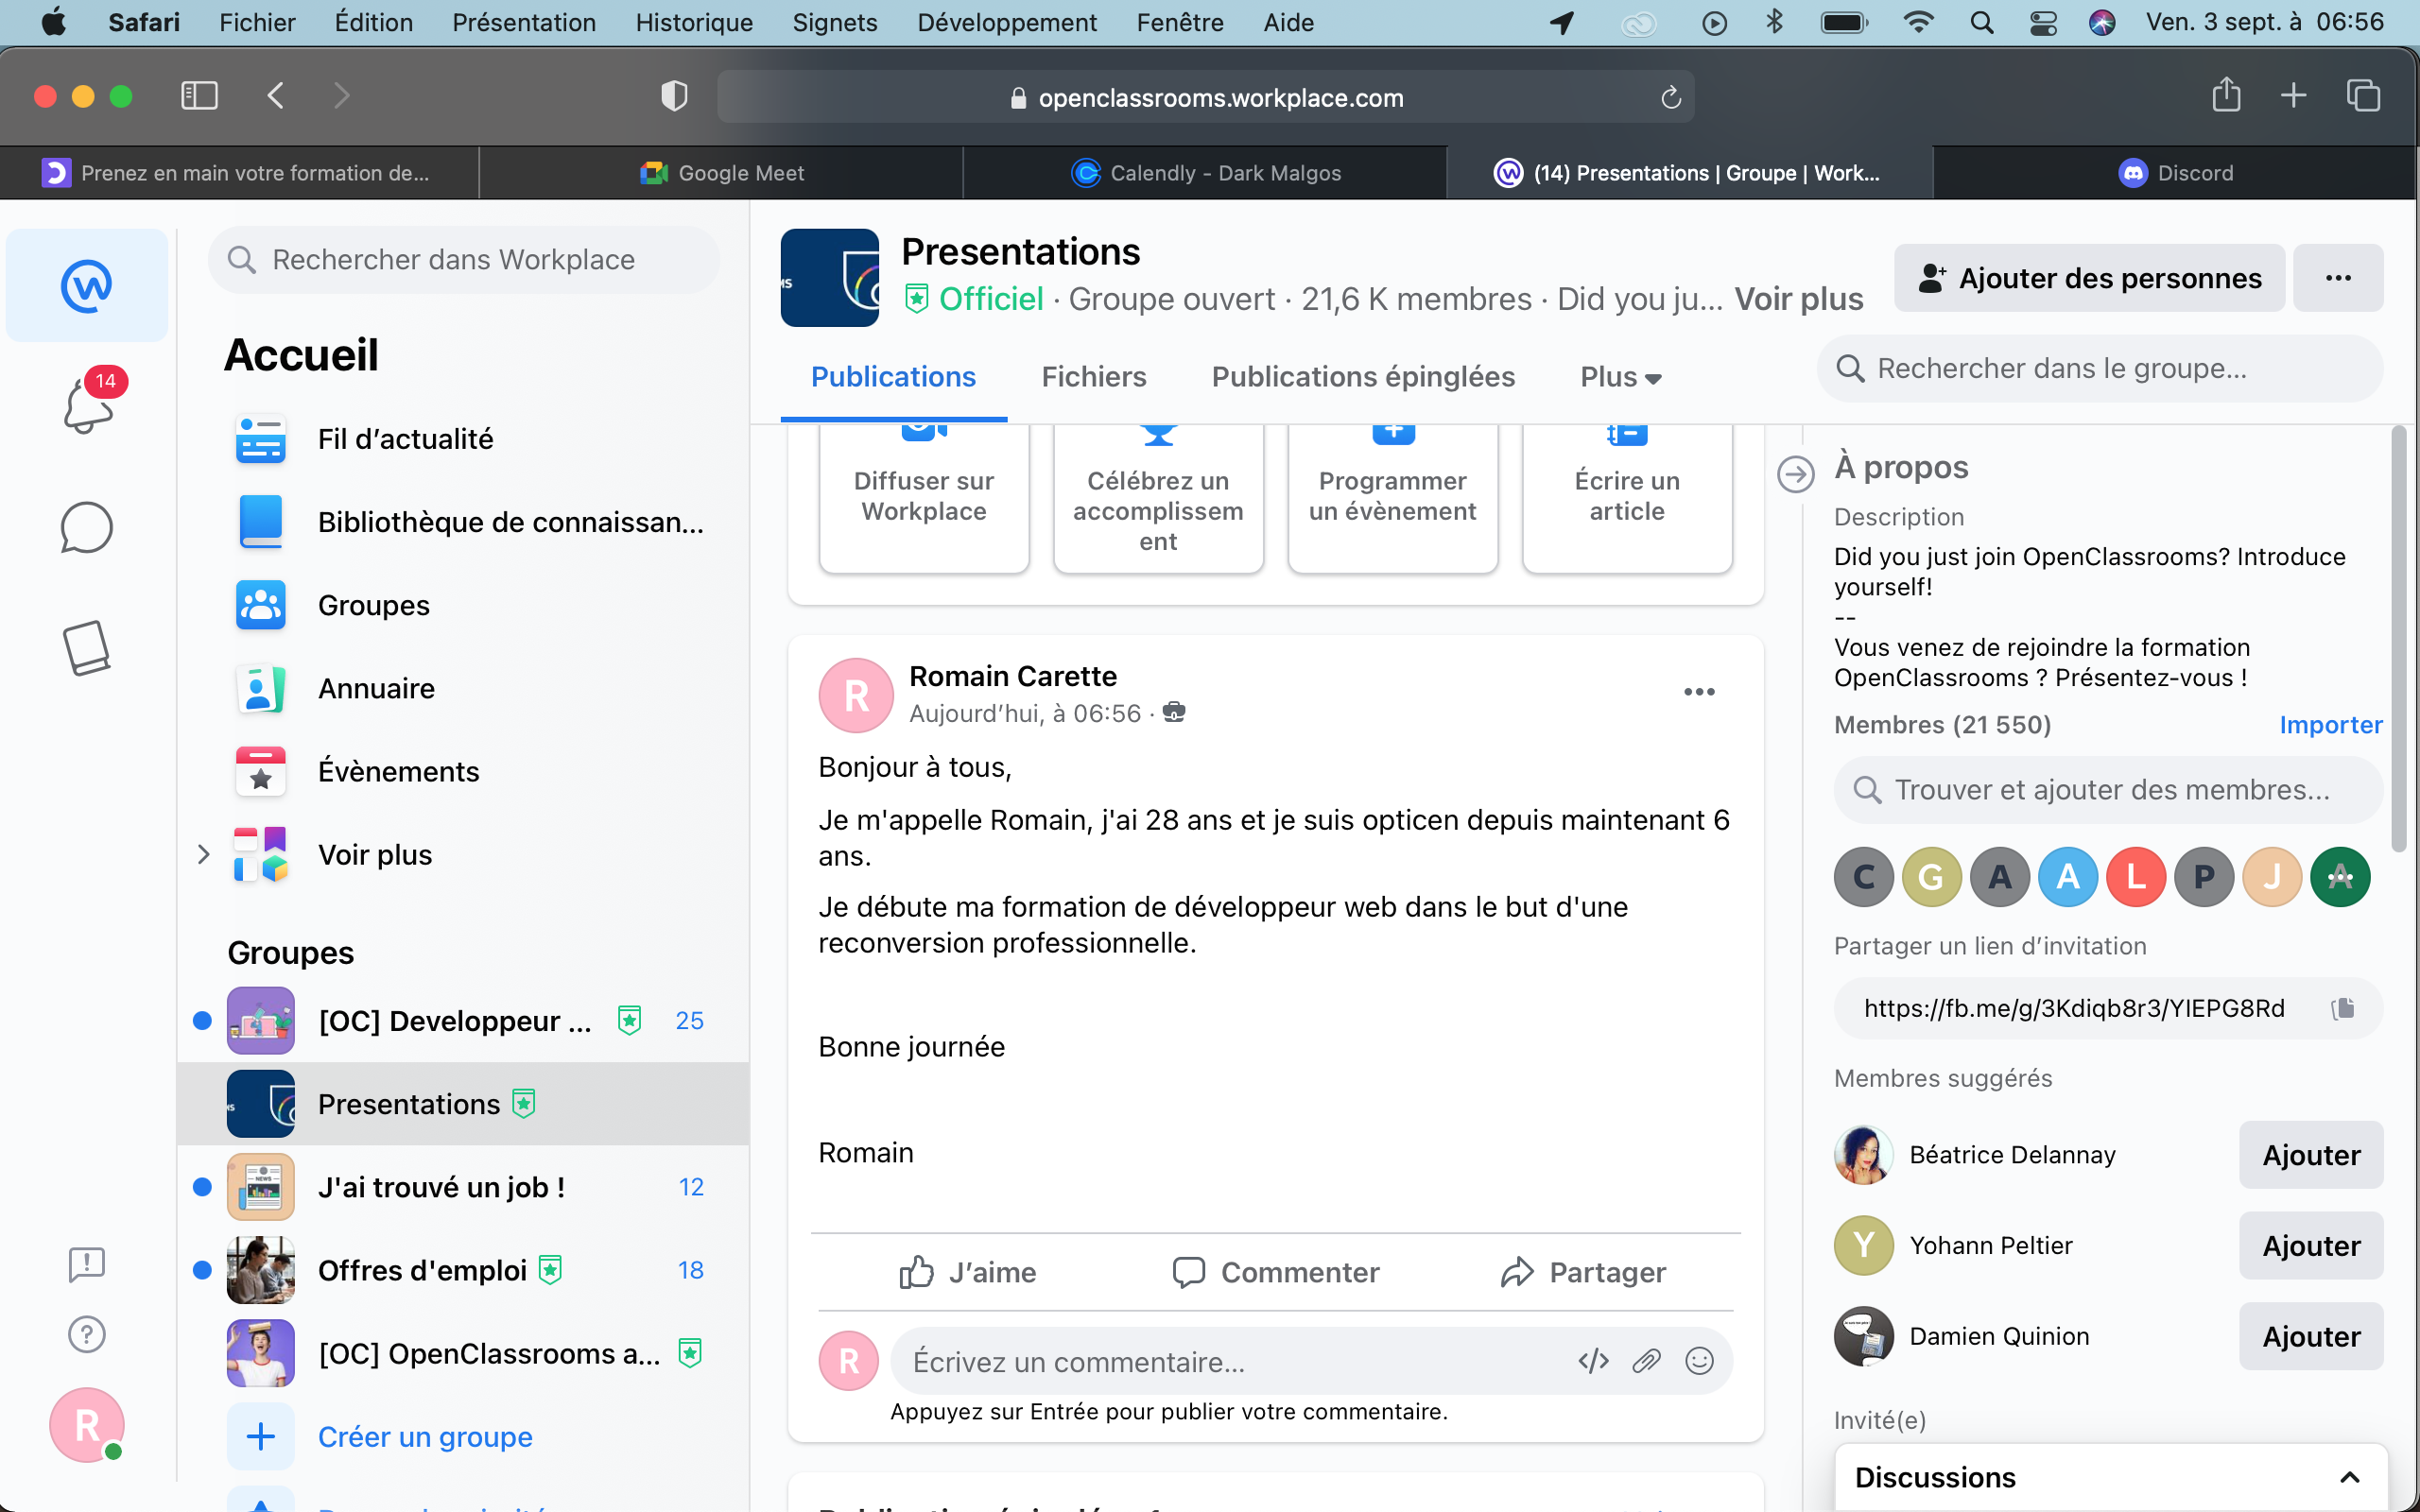 Safari Fichier Édition Présentation Historique Signets Développement Fenêtre Aide Ven. 3 sept. à 06:56
openclassrooms.workplace.com
Prenez en main votre formation de... Google Meet Calendly - Dark Malgos (14) Presentations | Groupe | Work... Discord
14
Rechercher dans Workplace
Accueil
Fil d’actualité
Bibliothèque de connaissan...
Groupes
Annuaire
Évènements
Voir plus
Groupes
[OC] Developpeur ... 25
Presentations
J'ai trouvé un job ! 12
Offres d'emploi 18
[OC] OpenClassrooms a...
Créer un groupe
R
Presentations
Officiel · Groupe ouvert · 21,6 K membres · Did you ju... Voir plus
Ajouter des personnes
Publications Fichiers Publications épinglées Plus
Rechercher dans le groupe...
Diffuser sur
Workplace
Célébrez un
accomplissem
ent
Programmer
un évènement
Écrire un
article
R
Romain Carette
Aujourd’hui, à 06:56 ·
Bonjour à tous,
Je m'appelle Romain, j'ai 28 ans et je suis opticen depuis maintenant 6
ans.
Je débute ma formation de développeur web dans le but d'une
reconversion professionnelle.
Bonne journée
Romain
J’aime Commenter Partager
R
Écrivez un commentaire...
Appuyez sur Entrée pour publier votre commentaire.
À propos
Description
Did you just join OpenClassrooms? Introduce
yourself!
--
Vous venez de rejoindre la formation
OpenClassrooms ? Présentez-vous !
Membres (21 550) Importer
Trouver et ajouter des membres...
C G A A L P J A
Partager un lien d’invitation
https://fb.me/g/3Kdiqb8r3/YIEPG8Rd
Membres suggérés
Béatrice Delannay Ajouter
Y Yohann Peltier Ajouter
Damien Quinion Ajouter
Invité(e)
Discussions